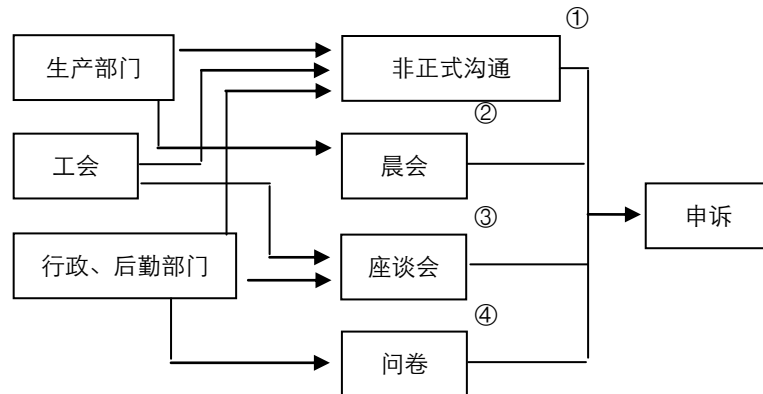 ①
生产部门
非正式沟通
②
工会
晨会
③
申诉
行政、后勤部门
座谈会
④
问卷